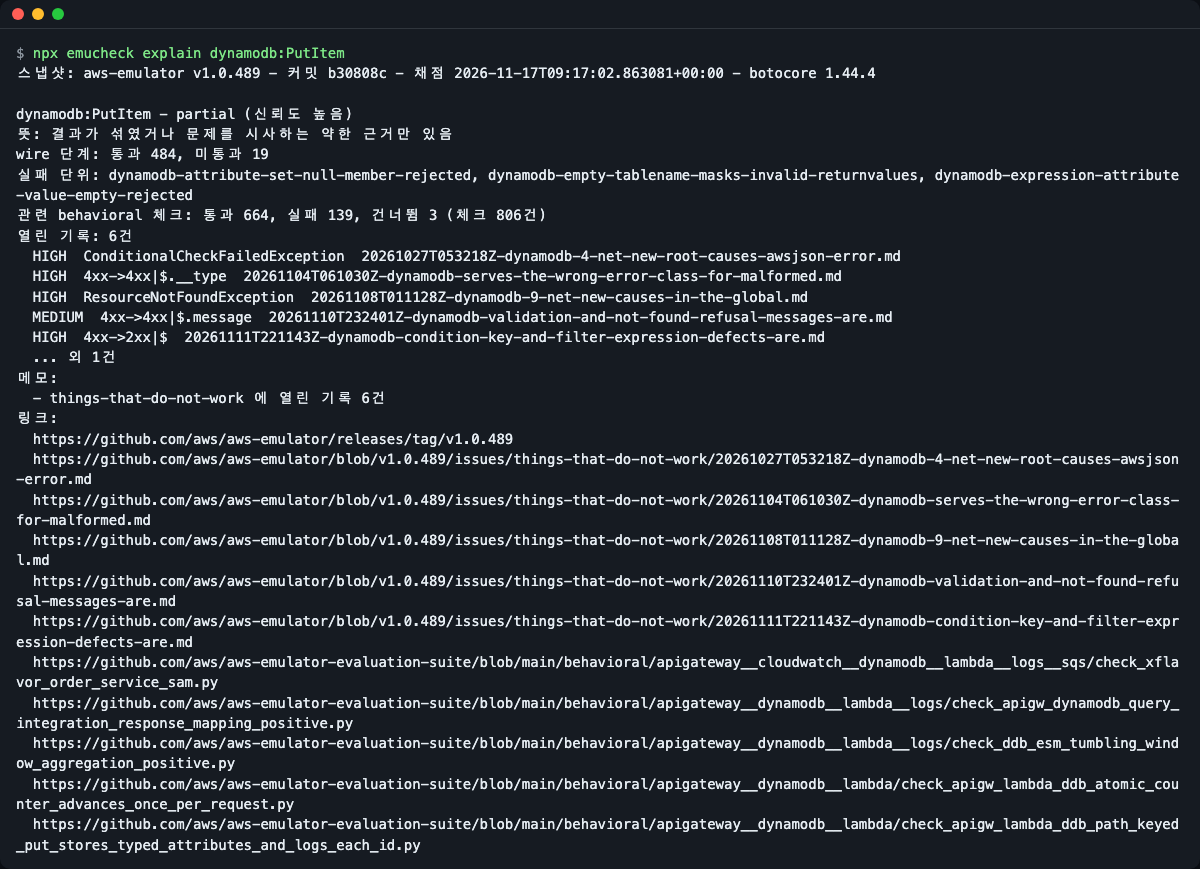 $ npx emucheck explain dynamodb:PutItem
스냅샷: aws-emulator v1.0.489 — 커밋 b30808c — 채점 2026-11-17T09:17:02.863081+00:00 — botocore 1.44.4
dynamodb:PutItem — partial (신뢰도 높음)
뜻: 결과가 섞였거나 문제를 시사하는 약한 근거만 있음
wire 단계: 통과 484, 미통과 19
실패 단위: dynamodb-attribute-set-null-member-rejected, dynamodb-empty-tablename-masks-invalid-returnvalues, dynamodb-expression-attribute
-value-empty-rejected
관련 behavioral 체크: 통과 664, 실패 139, 건너뜀 3 (체크 806건)
열린 기록: 6건
HIGH  ConditionalCheckFailedException  20261027T053218Z-dynamodb-4-net-new-root-causes-awsjson-error.md
HIGH  4xx->4xx|$.__type  20261104T061030Z-dynamodb-serves-the-wrong-error-class-for-malformed.md
HIGH  ResourceNotFoundException  20261108T011128Z-dynamodb-9-net-new-causes-in-the-global.md
MEDIUM  4xx->4xx|$.message  20261110T232401Z-dynamodb-validation-and-not-found-refusal-messages-are.md
HIGH  4xx->2xx|$  20261111T221143Z-dynamodb-condition-key-and-filter-expression-defects-are.md
... 외 1건
메모:
- things-that-do-not-work 에 열린 기록 6건
링크:
https://github.com/aws/aws-emulator/releases/tag/v1.0.489
https://github.com/aws/aws-emulator/blob/v1.0.489/issues/things-that-do-not-work/20261027T053218Z-dynamodb-4-net-new-root-causes-awsjson
-error.md
https://github.com/aws/aws-emulator/blob/v1.0.489/issues/things-that-do-not-work/20261104T061030Z-dynamodb-serves-the-wrong-error-class-
for-malformed.md
https://github.com/aws/aws-emulator/blob/v1.0.489/issues/things-that-do-not-work/20261108T011128Z-dynamodb-9-net-new-causes-in-the-globa
l.md
https://github.com/aws/aws-emulator/blob/v1.0.489/issues/things-that-do-not-work/20261110T232401Z-dynamodb-validation-and-not-found-refu
sal-messages-are.md
https://github.com/aws/aws-emulator/blob/v1.0.489/issues/things-that-do-not-work/20261111T221143Z-dynamodb-condition-key-and-filter-expr
ession-defects-are.md
https://github.com/aws/aws-emulator-evaluation-suite/blob/main/behavioral/apigateway__cloudwatch__dynamodb__lambda__logs__sqs/check_xfla
vor_order_service_sam.py
https://github.com/aws/aws-emulator-evaluation-suite/blob/main/behavioral/apigateway__dynamodb__lambda__logs/check_apigw_dynamodb_query_
integration_response_mapping_positive.py
https://github.com/aws/aws-emulator-evaluation-suite/blob/main/behavioral/apigateway__dynamodb__lambda__logs/check_ddb_esm_tumbling_wind
ow_aggregation_positive.py
https://github.com/aws/aws-emulator-evaluation-suite/blob/main/behavioral/apigateway__dynamodb__lambda/check_apigw_lambda_ddb_atomic_cou
nter_advances_once_per_request.py
https://github.com/aws/aws-emulator-evaluation-suite/blob/main/behavioral/apigateway__dynamodb__lambda/check_apigw_lambda_ddb_path_keyed
_put_stores_typed_attributes_and_logs_each_id.py